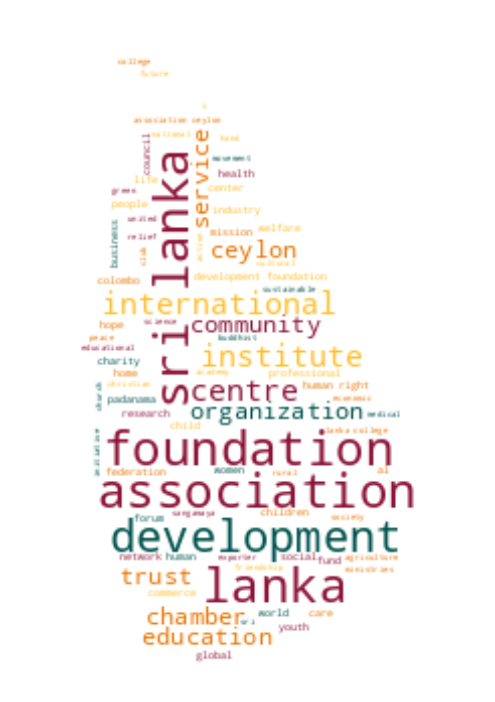 college
future
association ceylon
national
hand
council
service
movement
sri lanka
health
life
center
green
people
industry
united
business
mission
welfare
relief
ceylon
club
action
cultural
development foundation
colombo
sustainable
international
hope
science
community
peace
buddhist
educational
institute
charity
home
academy
professional
christian
centre
human right
economic
padanama
organization
medical
research
child
lanka college
initiative
foundation
federation
women
rural
al
association
sangamaya
children
forum
society
development
network
human
exporter
social
fund
agriculture
friendship
ministries
trust
lanka
commerce
chamber
sri
world
care
education
youth
global